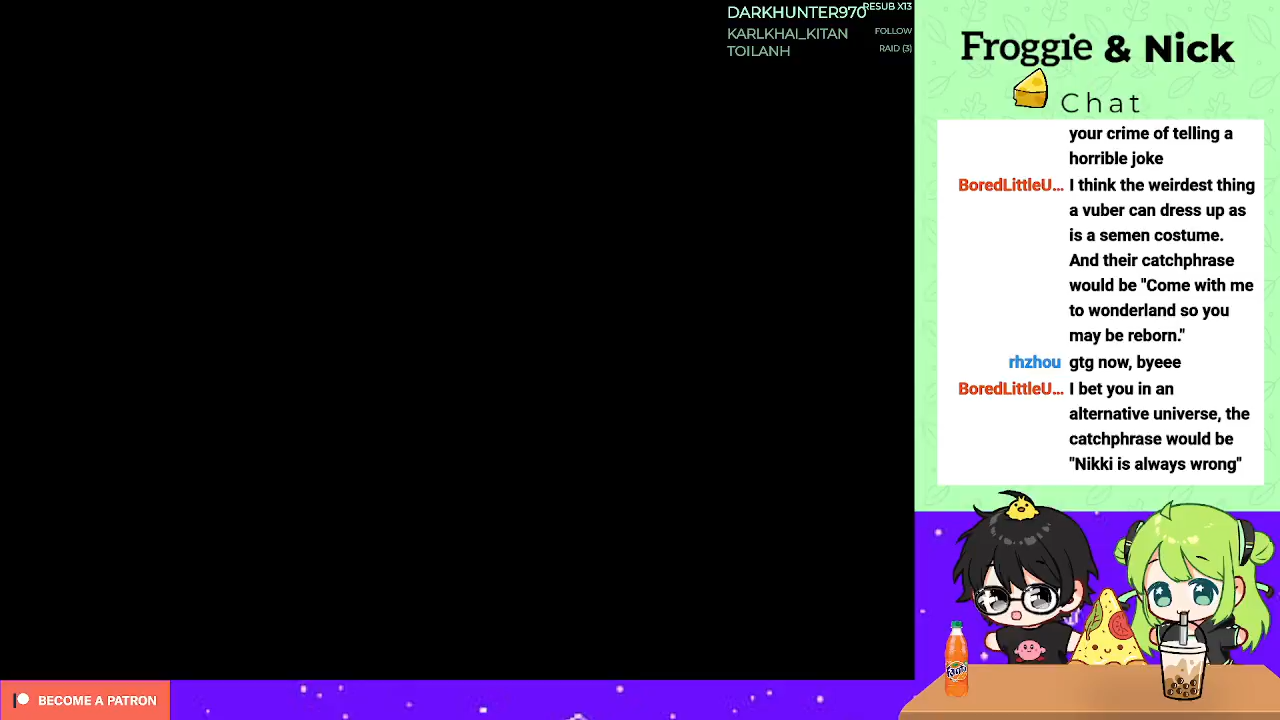 DARKHUNTER970 RESUB X13
KARLKHAI_KITAN FOLLOW
TOILANH RAID (3)
Froggie & Nick
Chat
your crime of telling a
horrible joke
BoredLittleU... I think the weirdest thing
a vuber can dress up as
is a semen costume.
And their catchphrase
would be "Come with me
to wonderland so you
may be reborn."
rhzhou gtg now, byeee
BoredLittleU... I bet you in an
alternative universe, the
catchphrase would be
"Nikki is always wrong"
Fanta
BECOME A PATRON